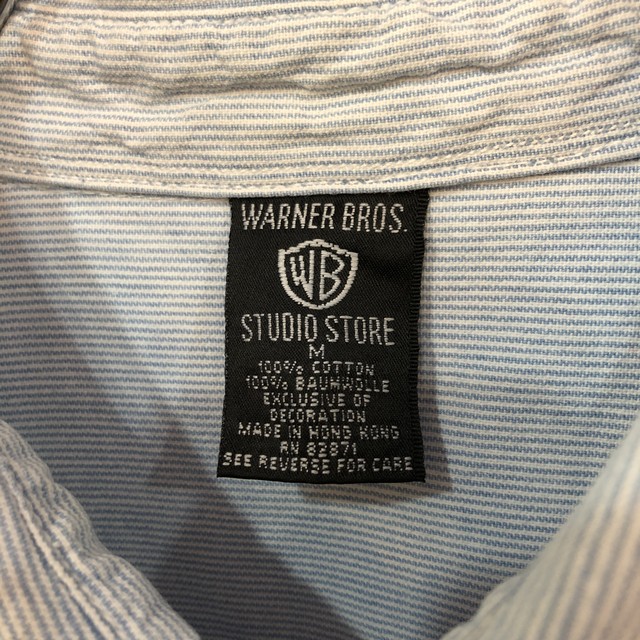 WARNER BROS.
WB
STUDIO STORE
M
100% COTTON
100% BAUMWOLLE
EXCLUSIVE OF
DECORATION
MADE IN HONG KONG
RN 82871
SEE REVERSE FOR CARE